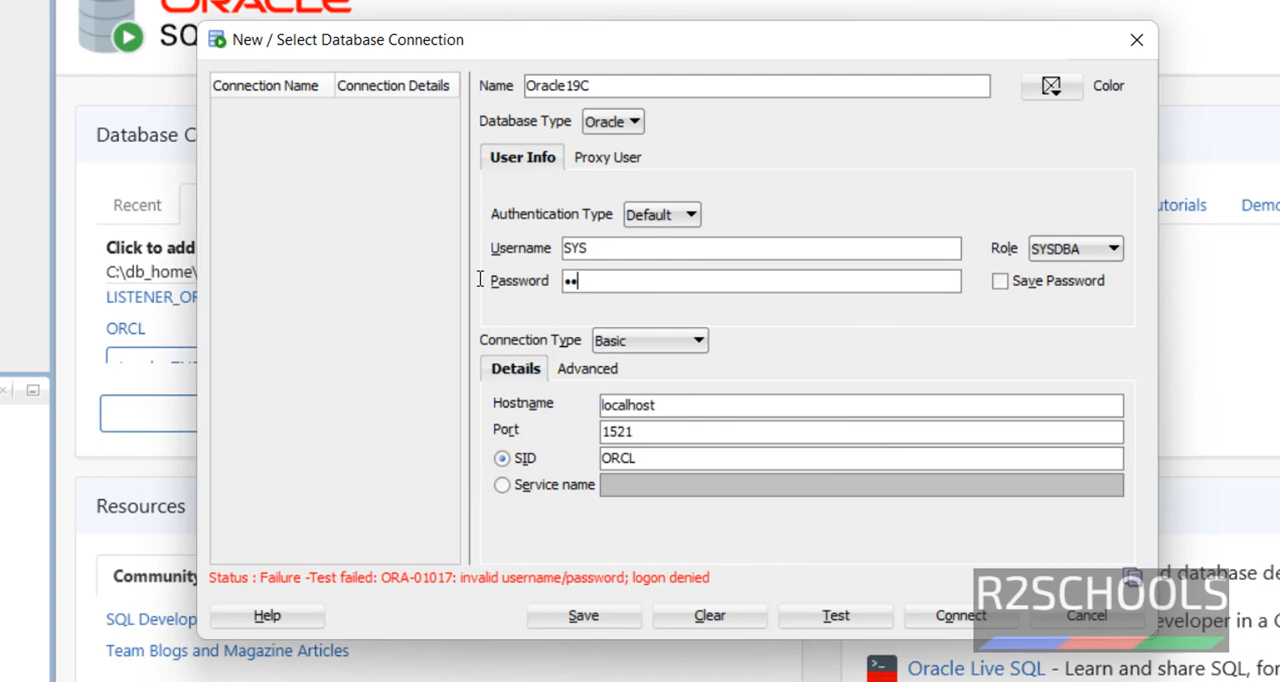 ORACLE
New / Select Database Connection
Connection Name
Connection Details
Name
Oracle19C
Color
Database Type
Oracle
User Info
Proxy User
Authentication Type
Default
Username
SYS
Role
SYSDBA
Password
••
Save Password
Connection Type
Basic
Details
Advanced
Hostname
localhost
Port
1521
SID
ORCL
Service name
Status : Failure -Test failed: ORA-01017: invalid username/password; logon denied
Help
Save
Clear
Test
Connect
Cancel
SQ
Database C
Recent
Click to add
C:\db_home\
LISTENER_OR
ORCL
utorials
Demo
Resources
Community
SQL Develop
Team Blogs and Magazine Articles
d database de
eveloper in a C
Oracle Live SQL - Learn and share SQL, for
R2SCHOOLS